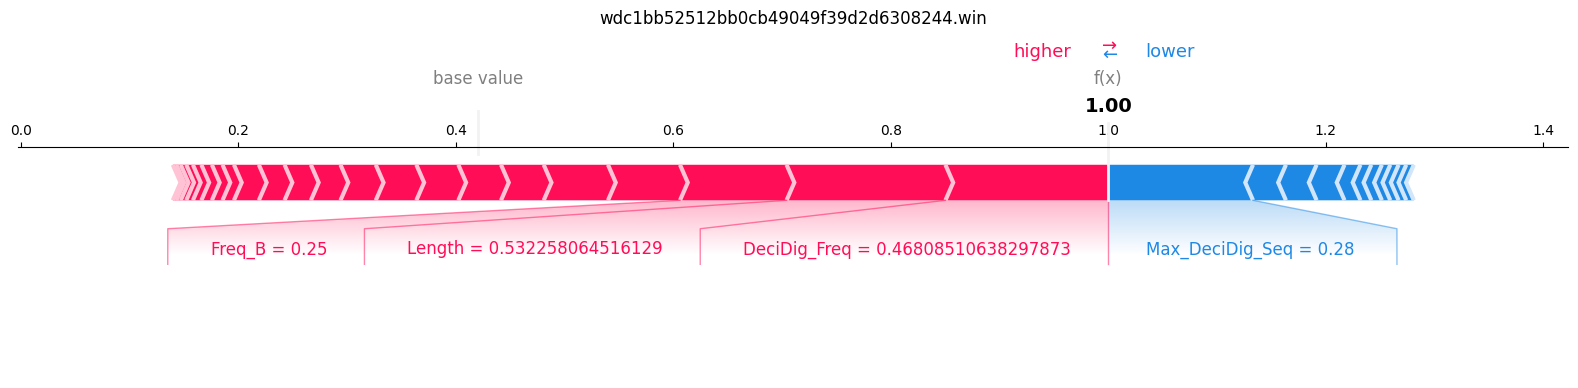 wdc1bb52512bb0cb49049f39d2d6308244.win
higher ⇄ lower
base value f(x)
1.00
0.0 0.2 0.4 0.6 0.8 1.0 1.2 1.4
Freq_B = 0.25 Length = 0.532258064516129 DeciDig_Freq = 0.46808510638297873 Max_DeciDig_Seq = 0.28